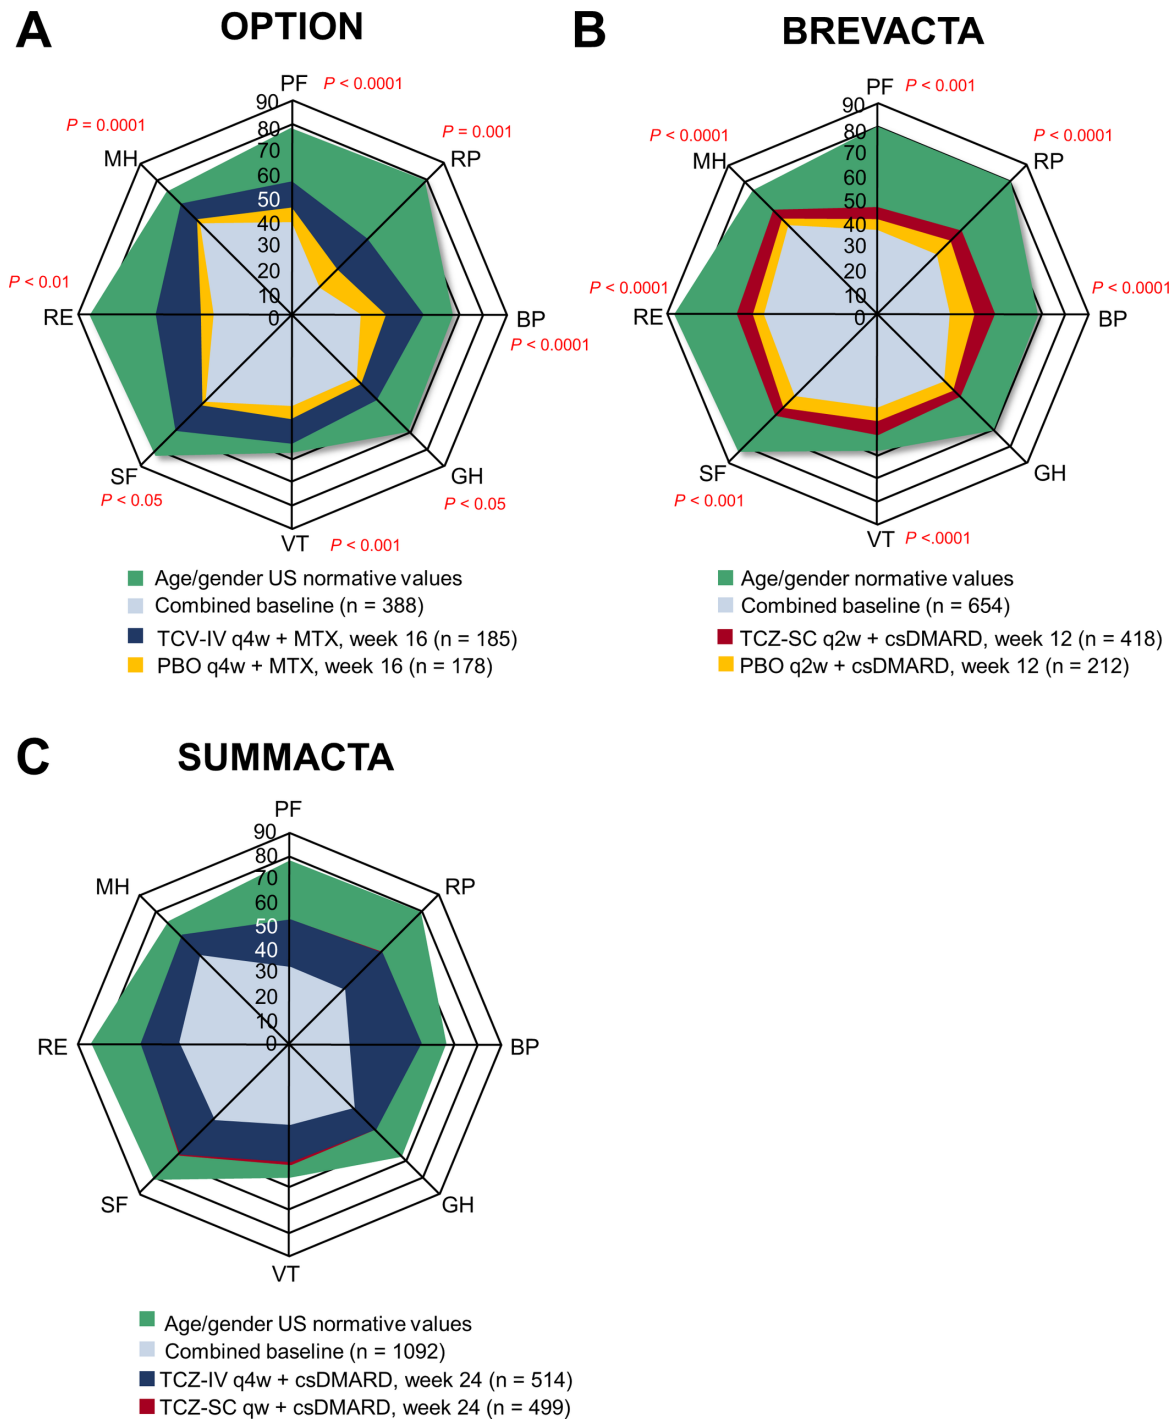 A
OPTION
PF
P < 0.0001
P = 0.0001
P = 0.001
MH
RP
90
80
70
60
50
40
30
20
10
0
P < 0.01
RE
BP
P < 0.0001
SF
GH
P < 0.05
P < 0.05
VT
P < 0.001
Age/gender US normative values
Combined baseline (n = 388)
TCV-IV q4w + MTX, week 16 (n = 185)
PBO q4w + MTX, week 16 (n = 178)
B
BREVACTA
PF
P < 0.001
P < 0.0001
P < 0.0001
MH
RP
90
80
70
60
50
40
30
20
10
0
P < 0.0001
P < 0.0001
RE
BP
SF
GH
P < 0.001
VT
P <.0001
Age/gender normative values
Combined baseline (n = 654)
TCZ-SC q2w + csDMARD, week 12 (n = 418)
PBO q2w + csDMARD, week 12 (n = 212)
C
SUMMACTA
PF
MH
RP
90
80
70
60
50
40
30
20
10
0
RE
BP
SF
GH
VT
Age/gender US normative values
Combined baseline (n = 1092)
TCZ-IV q4w + csDMARD, week 24 (n = 514)
TCZ-SC qw + csDMARD, week 24 (n = 499)